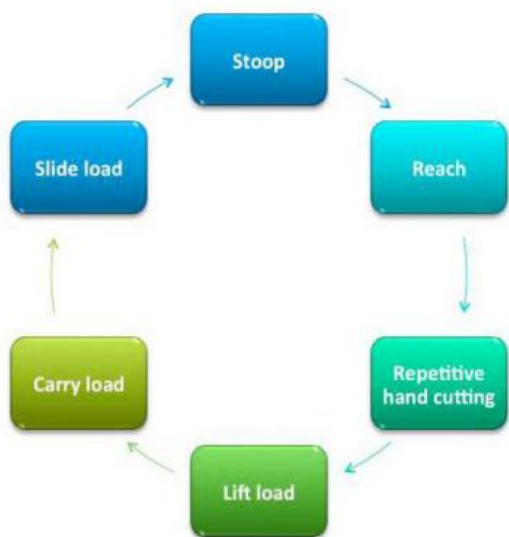 Stoop
Reach
Repetitive
hand cutting
Lift load
Carry load
Slide load